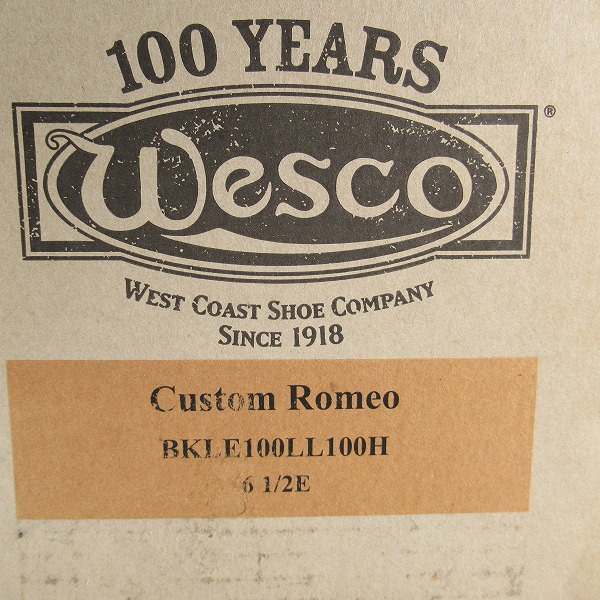 100 YEARS
Wesco®
WEST COAST SHOE COMPANY
SINCE 1918
Custom Romeo
BKLE100LL100H
6 1/2E